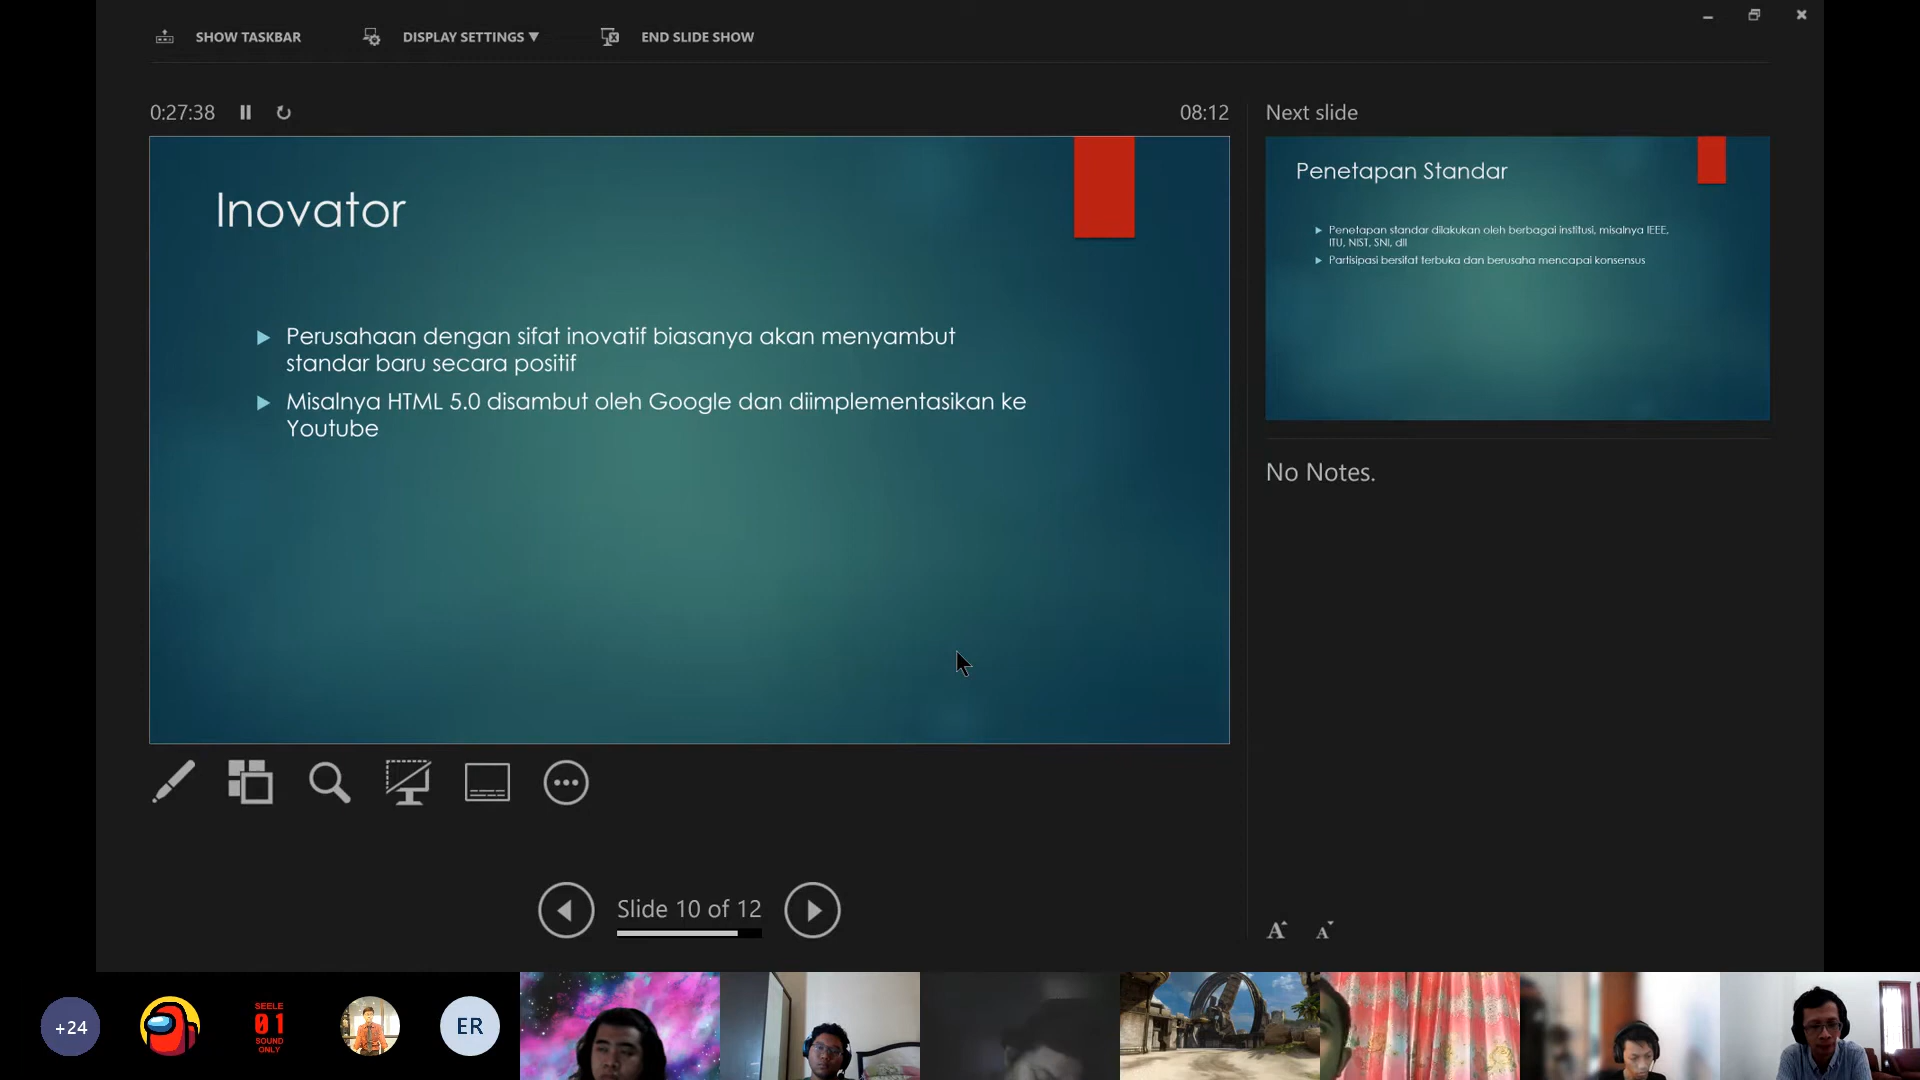 SHOW TASKBAR
DISPLAY SETTINGS ▼
END SLIDE SHOW
0:27:38
08:12
Inovator
Perusahaan dengan sifat inovatif biasanya akan menyambut
standar baru secara positif
Misalnya HTML 5.0 disambut oleh Google dan diimplementasikan ke
Youtube
Slide 10 of 12
Next slide
Penetapan Standar
Penetapan standar dilakukan oleh berbagai institusi, misalnya IEEE,
ITU, NIST, SNI, dll
Partisipasi bersifat terbuka dan berusaha mencapai konsensus
No Notes.
A A
+24
SEELE
01
SOUND
ONLY
ER